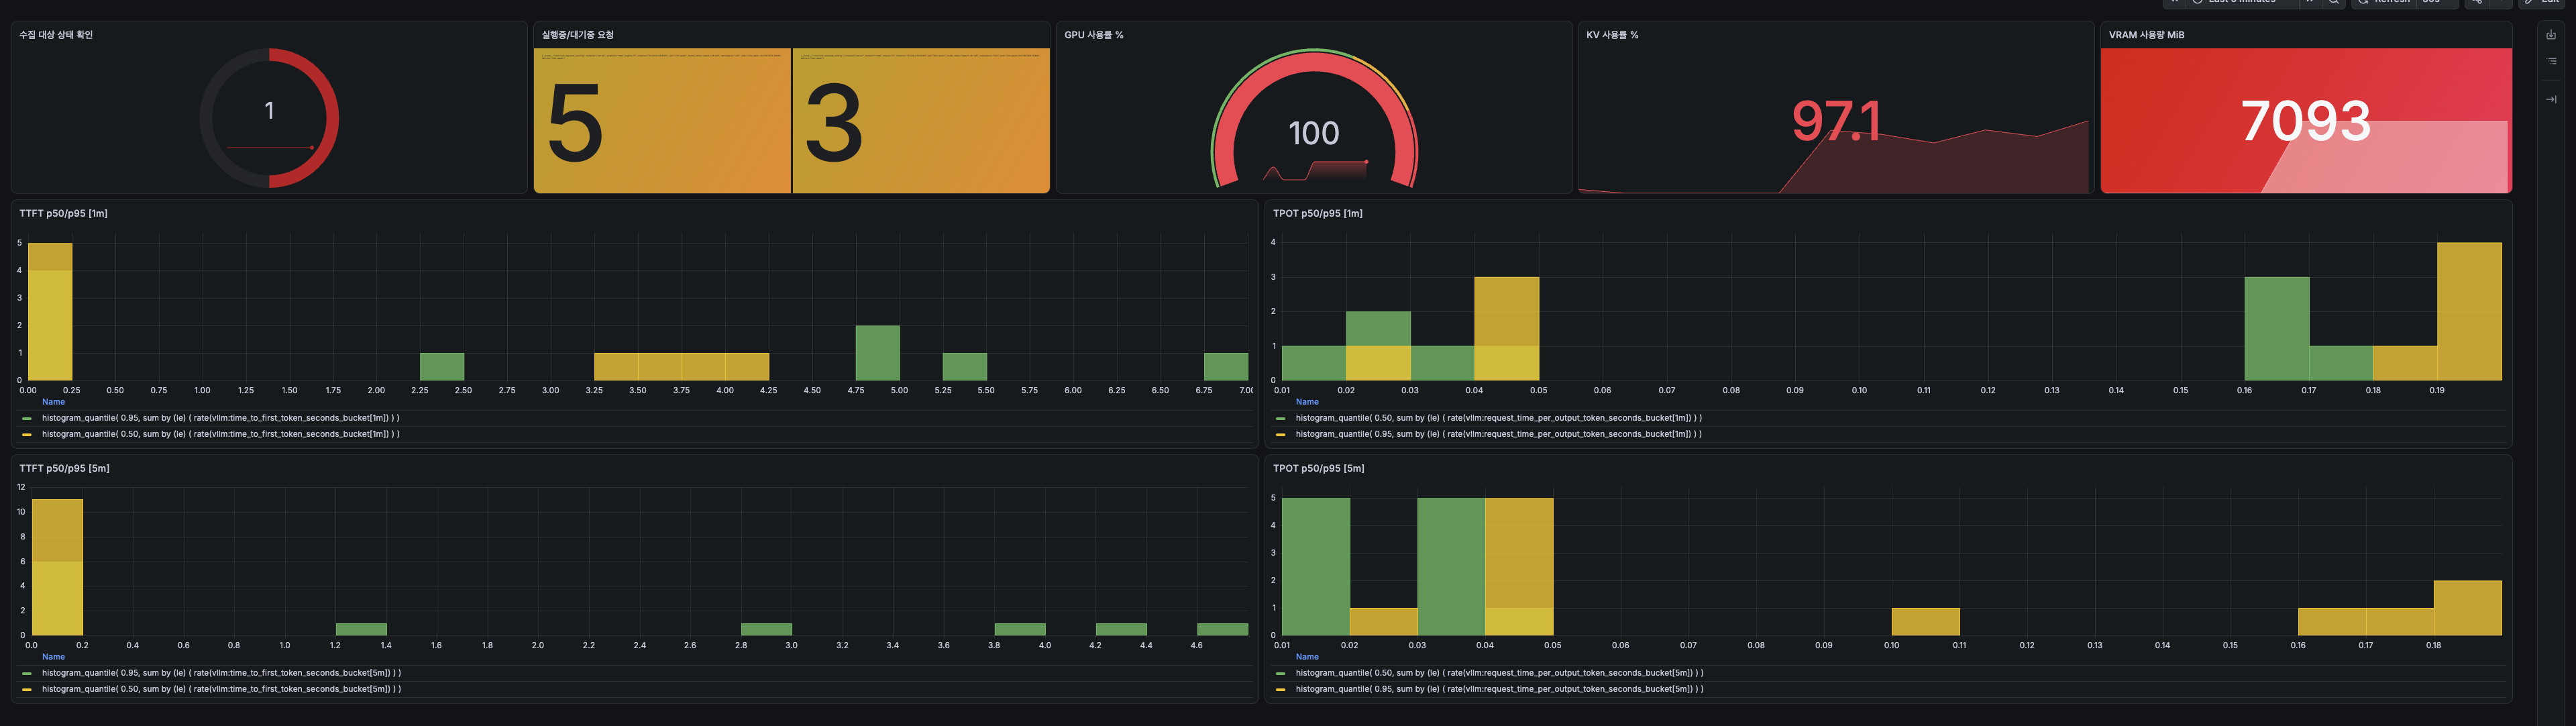 Last 5 minutes
Refresh
30s
Edit
수집 대상 상태 확인
1
실행중/대기중 요청
5
3
GPU 사용률 %
100
KV 사용률 %
97.1
VRAM 사용량 MiB
7093
TTFT p50/p95 [1m]
5
4
3
2
1
0
0.00 0.25 0.50 0.75 1.00 1.25 1.50 1.75 2.00 2.25 2.50 2.75 3.00 3.25 3.50 3.75 4.00 4.25 4.50 4.75 5.00 5.25 5.50 5.75 6.00 6.25 6.50 6.75 7.00
Name
histogram_quantile( 0.95, sum by (le) ( rate(vllm:time_to_first_token_seconds_bucket[1m]) ) )
histogram_quantile( 0.50, sum by (le) ( rate(vllm:time_to_first_token_seconds_bucket[1m]) ) )
TPOT p50/p95 [1m]
4
3
2
1
0
0.01 0.02 0.03 0.04 0.05 0.06 0.07 0.08 0.09 0.10 0.11 0.12 0.13 0.14 0.15 0.16 0.17 0.18 0.19
Name
histogram_quantile( 0.50, sum by (le) ( rate(vllm:request_time_per_output_token_seconds_bucket[1m]) ) )
histogram_quantile( 0.95, sum by (le) ( rate(vllm:request_time_per_output_token_seconds_bucket[1m]) ) )
TTFT p50/p95 [5m]
12
10
8
6
4
2
0
0.0 0.2 0.4 0.6 0.8 1.0 1.2 1.4 1.6 1.8 2.0 2.2 2.4 2.6 2.8 3.0 3.2 3.4 3.6 3.8 4.0 4.2 4.4 4.6
Name
histogram_quantile( 0.95, sum by (le) ( rate(vllm:time_to_first_token_seconds_bucket[5m]) ) )
histogram_quantile( 0.50, sum by (le) ( rate(vllm:time_to_first_token_seconds_bucket[5m]) ) )
TPOT p50/p95 [5m]
5
4
3
2
1
0
0.01 0.02 0.03 0.04 0.05 0.06 0.07 0.08 0.09 0.10 0.11 0.12 0.13 0.14 0.15 0.16 0.17 0.18
Name
histogram_quantile( 0.50, sum by (le) ( rate(vllm:request_time_per_output_token_seconds_bucket[5m]) ) )
histogram_quantile( 0.95, sum by (le) ( rate(vllm:request_time_per_output_token_seconds_bucket[5m]) ) )